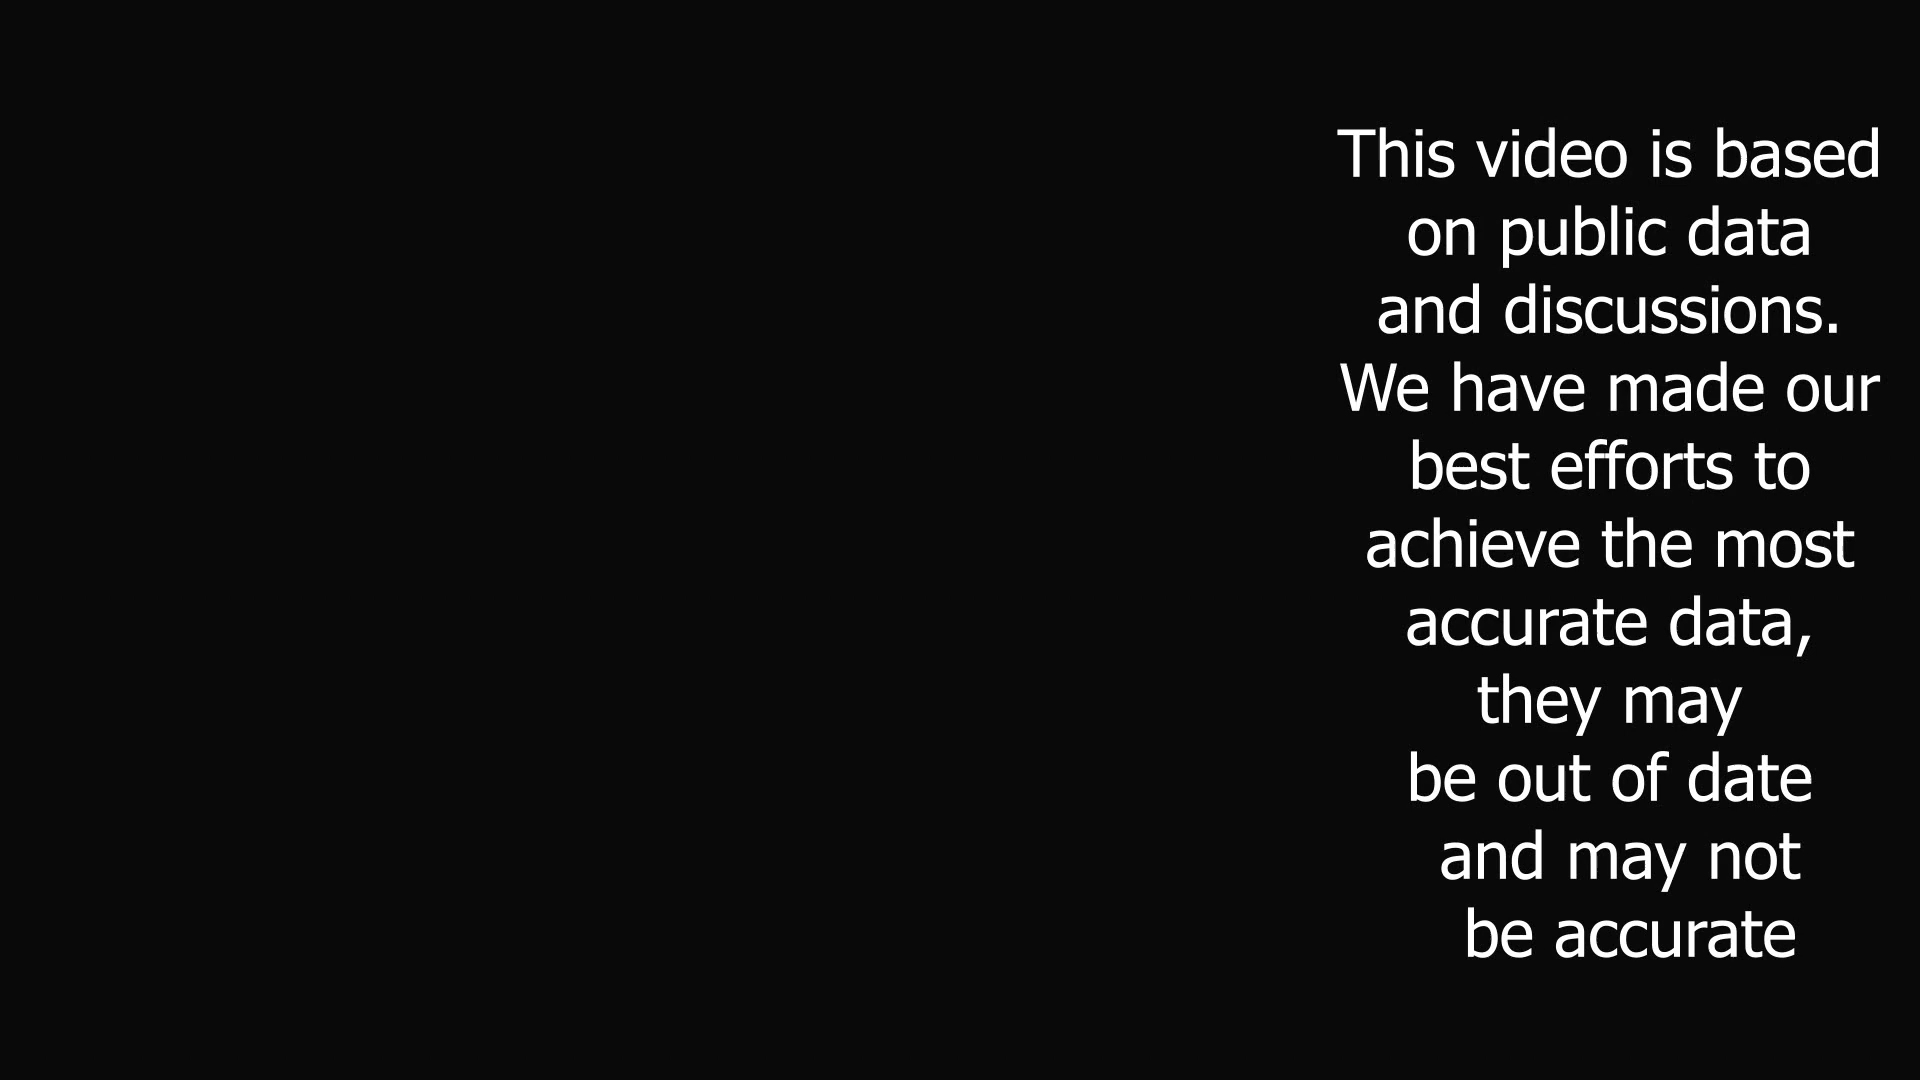 This video is based
on public data
and discussions.
We have made our
best efforts to
achieve the most
accurate data,
they may
be out of date
and may not
be accurate